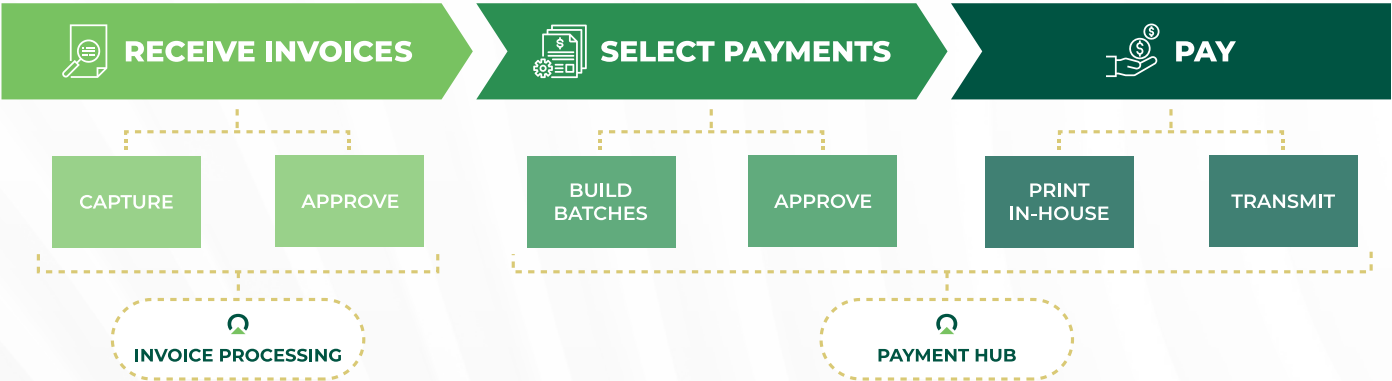 RECEIVE INVOICES
SELECT PAYMENTS
PAY
CAPTURE
APPROVE
BUILD
BATCHES
APPROVE
PRINT
IN-HOUSE
TRANSMIT
INVOICE PROCESSING
PAYMENT HUB